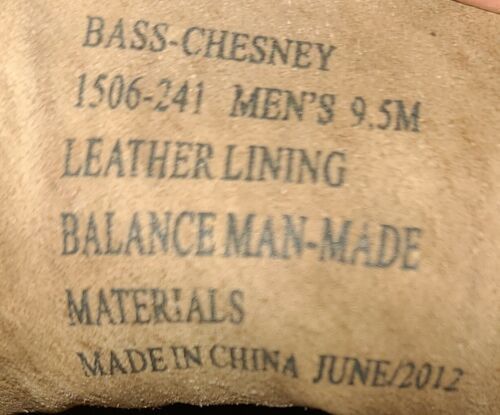 BASS-CHESNEY
1506-241 MEN'S 9.5M
LEATHER LINING
BALANCE MAN-MADE
MATERIALS
MADE IN CHINA JUNE/2012